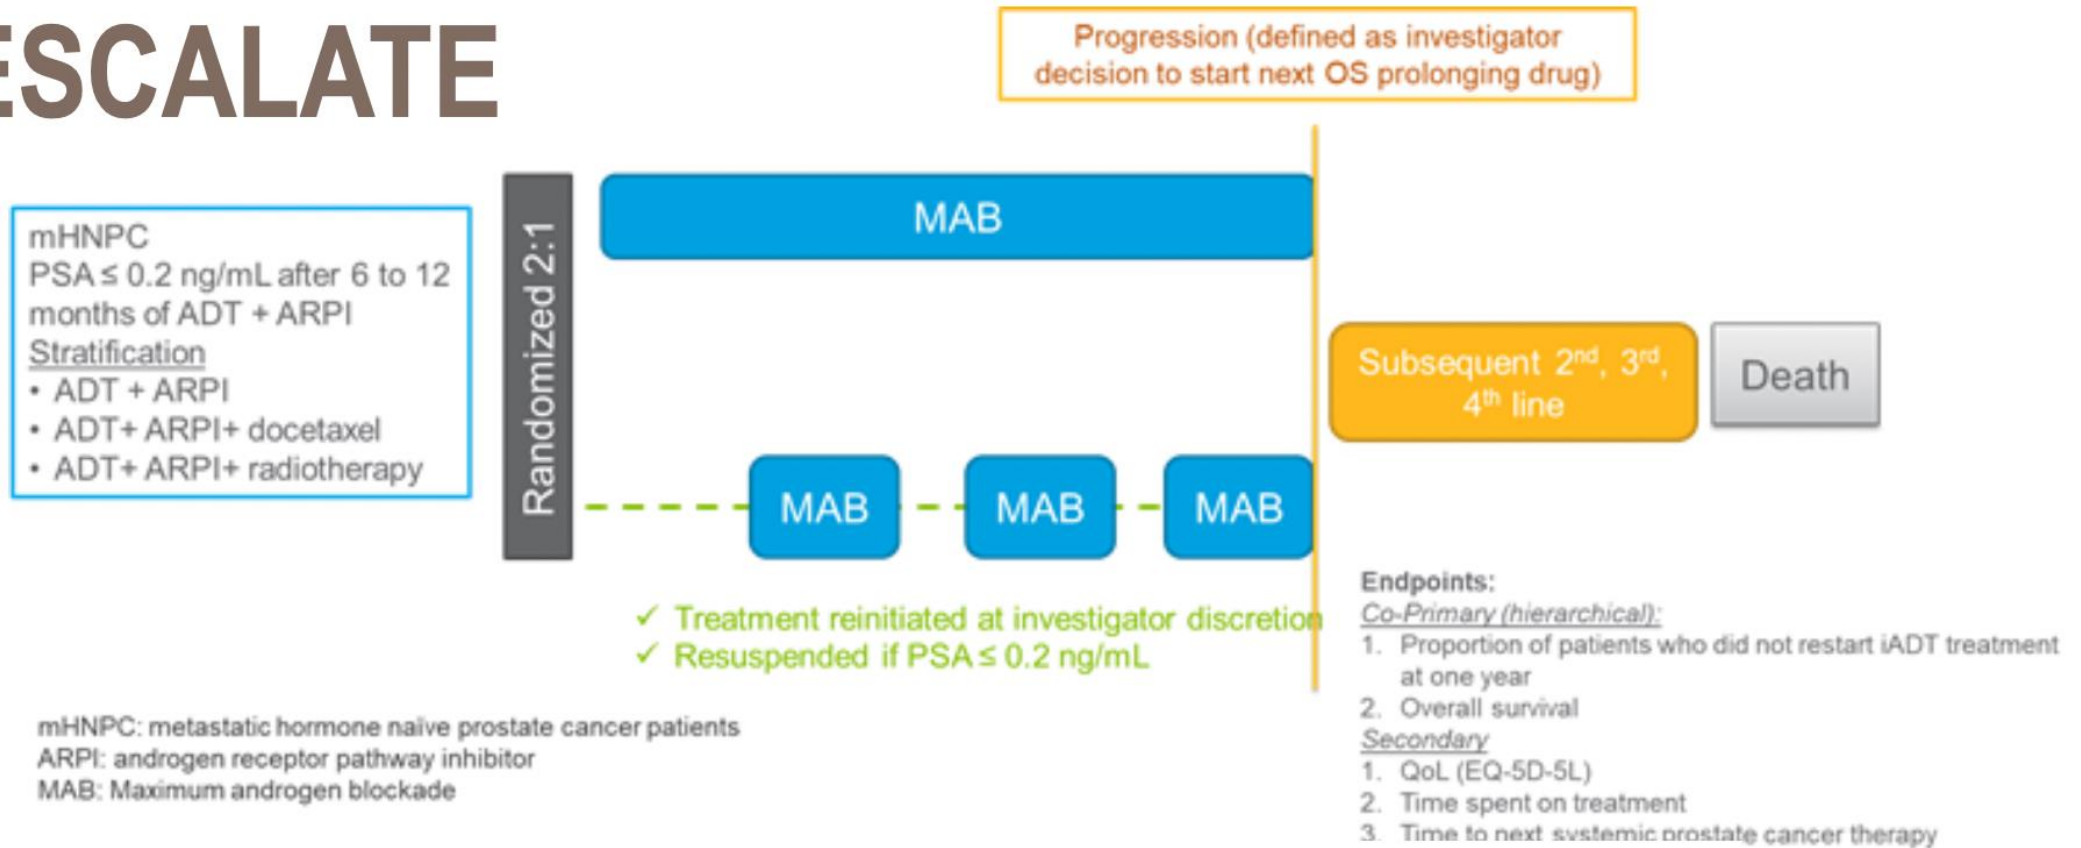 ESCALATE
Progression (defined as investigator
decision to start next OS prolonging drug)
mHNPC
PSA ≤ 0.2 ng/mL after 6 to 12
months of ADT + ARPI
Stratification
• ADT + ARPI
• ADT+ ARPI+ docetaxel
• ADT+ ARPI+ radiotherapy
Randomized 2:1
MAB
MAB
MAB
MAB
Subsequent 2nd, 3rd,
4th line
Death
✓ Treatment reinitiated at investigator discretion
✓ Resuspended if PSA ≤ 0.2 ng/mL
mHNPC: metastatic hormone naïve prostate cancer patients
ARPI: androgen receptor pathway inhibitor
MAB: Maximum androgen blockade
Endpoints:
Co-Primary (hierarchical):
1. Proportion of patients who did not restart iADT treatment
at one year
2. Overall survival
Secondary
1. QoL (EQ-5D-5L)
2. Time spent on treatment
3. Time to next systemic prostate cancer therapy